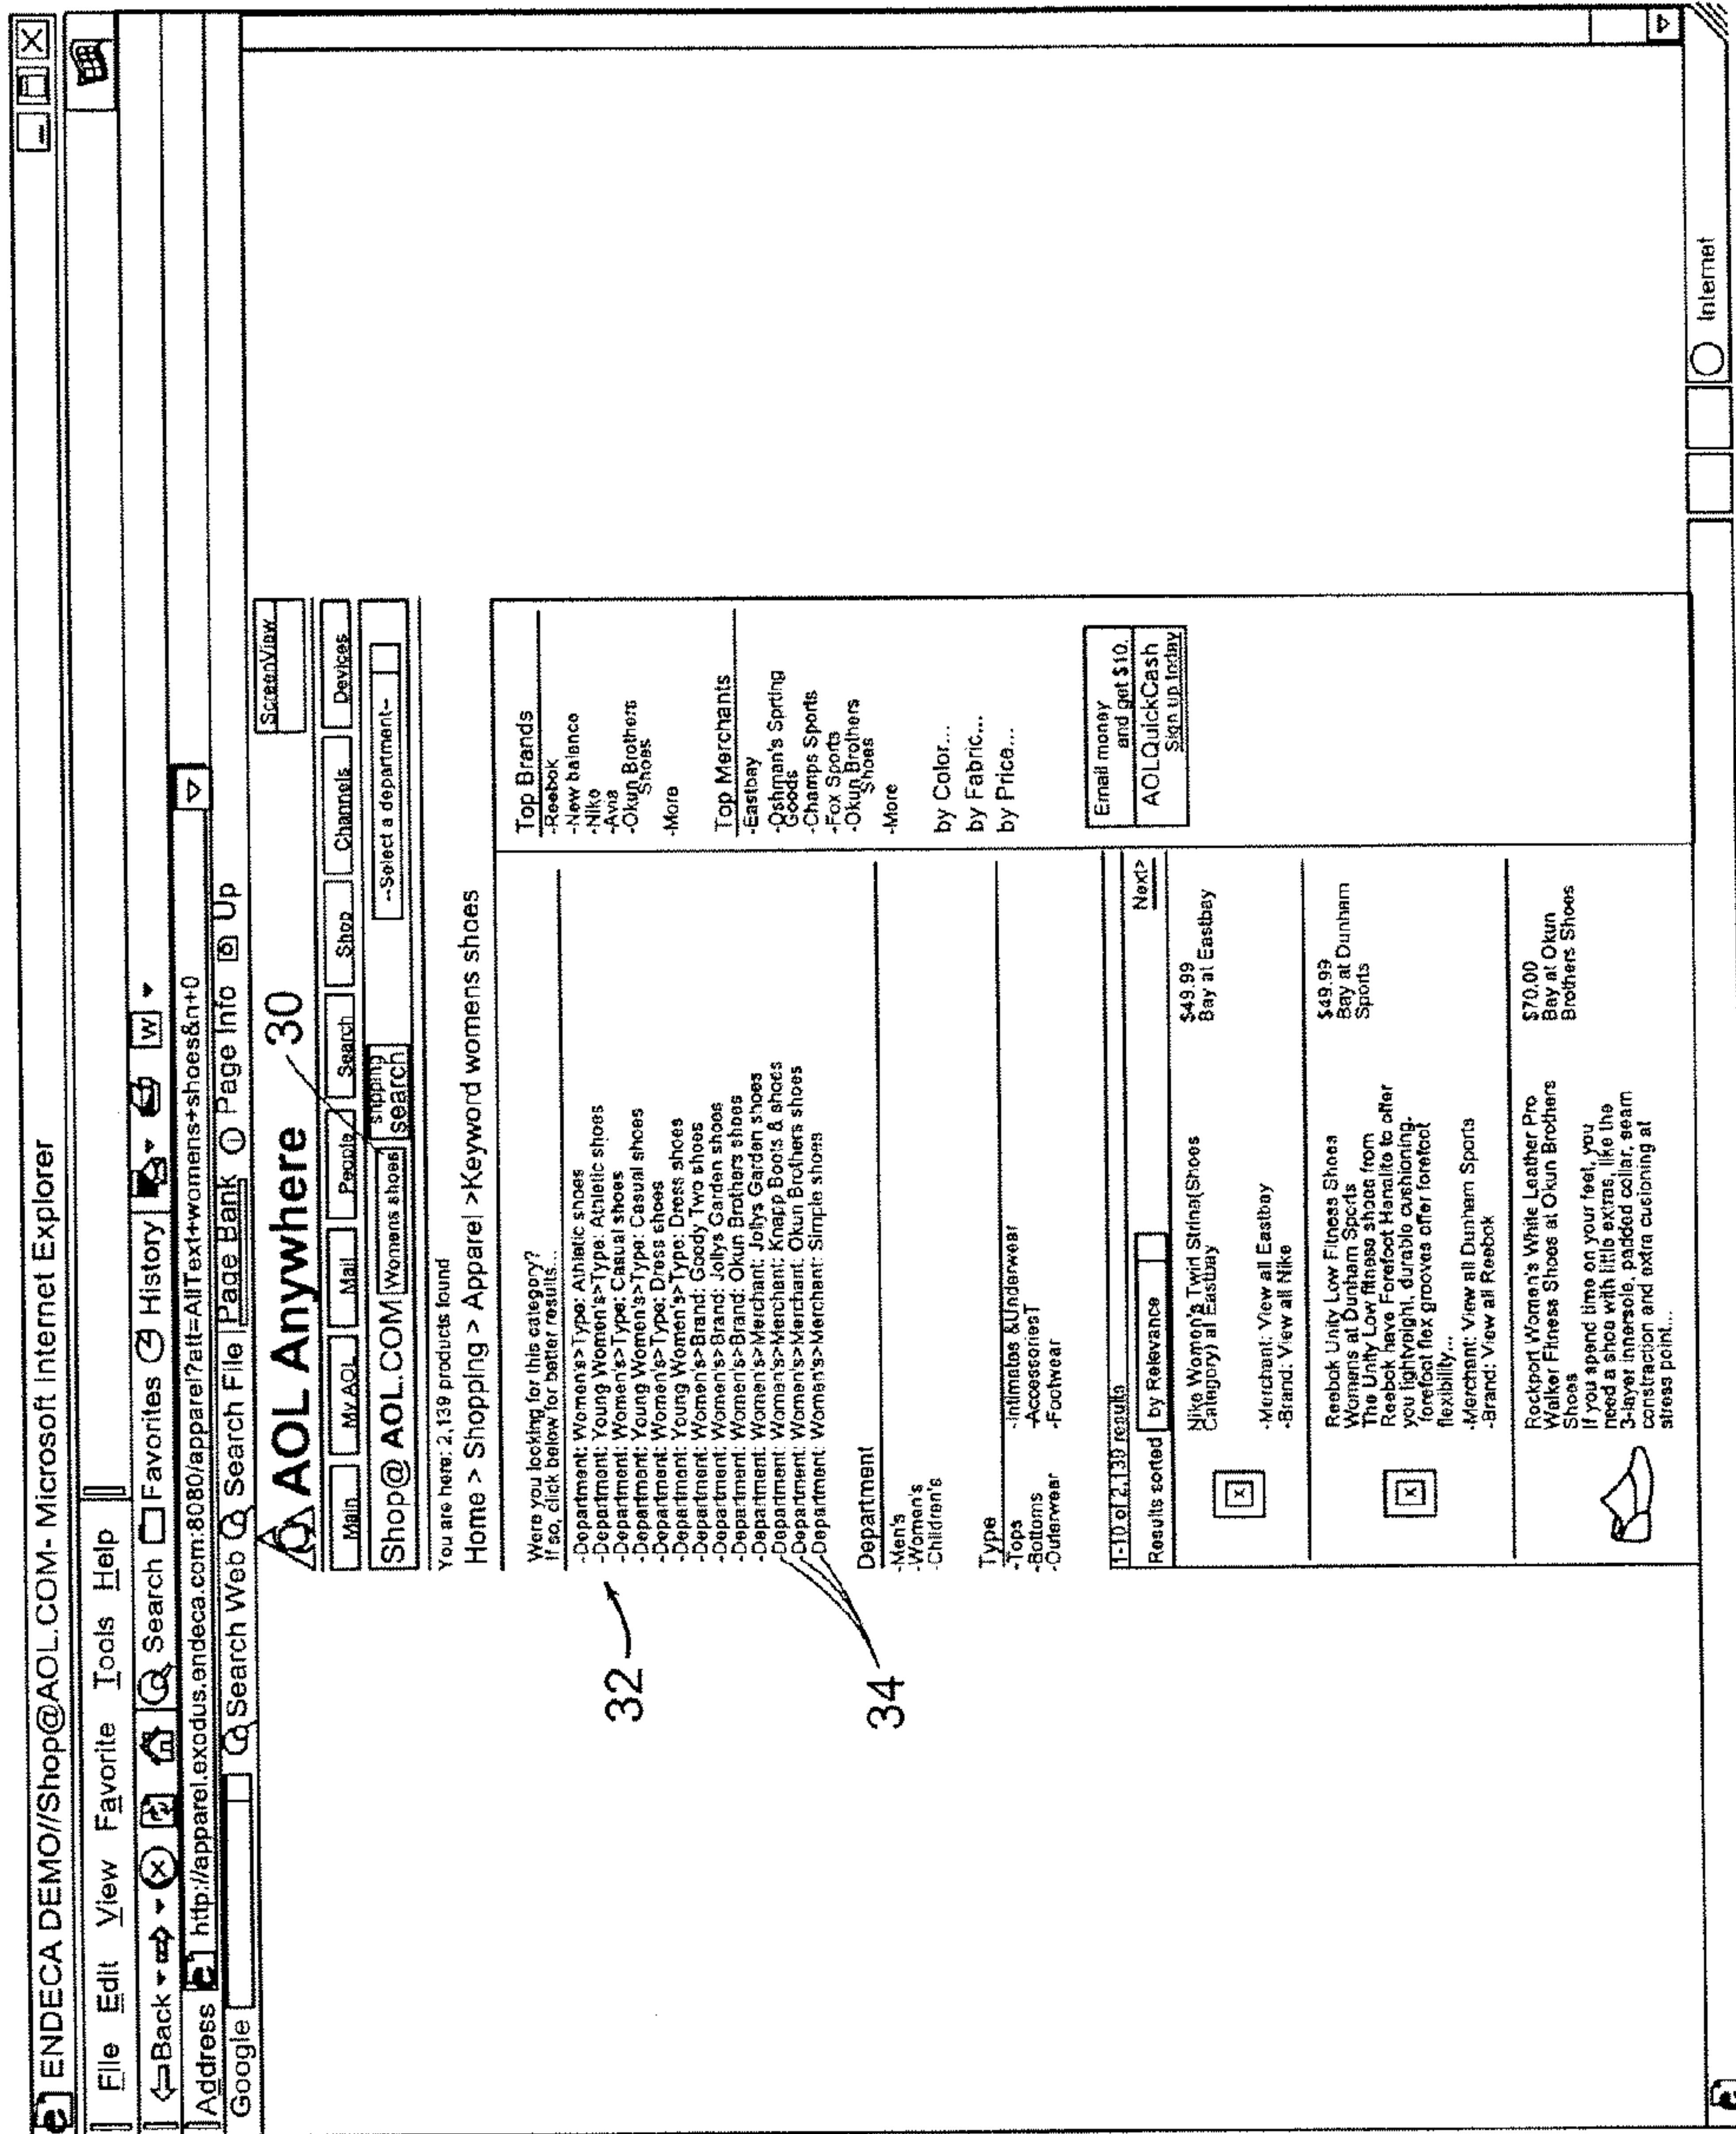 ENDECA DEMO//Shop@AOL.COM- Microsoft Internet Explorer
File Edit View Favorite Tools Help
Back Search Favorites History W
Address http://apparel.exodus.endeca.com:8080/apparel?att=AllText+womens+shoes&n+0
Google Search Web Search File Page Bank Page Info Up
AOL Anywhere
30
ScreenView
Main My AOL Mail People Search Shop Channels Devices
Shop@ AOL.COM Womens shoes shpping search --Select a department--
You are here: 2,139 products found
Home > Shopping > Apparel >Keyword womens shoes
Were you looking for this category?
If so, click below for better results...
32
-Department: Women's>Type: Athletic shoes
-Department: Young Women's>Type: Athletic shoes
-Department: Women's>Type: Casual shoes
-Department: Young Women's>Type: Casual shoes
-Department: Women's>Type: Dress shoes
-Department: Young Women's>Type: Dress shoes
-Department: Women's>Brand: Goody Two shoes
-Department: Women's>Brand: Jollys Garden shoes
-Department: Women's>Brand: Okun Brothers shoes
-Department: Women's>Merchant: Jollys Garden shoes
-Department: Women's>Merchant: Knapp Boots & shoes
-Department: Women's>Merchant: Okun Brothers shoes
-Department: Women's>Merchant: Simple shoes
34
Department
-Men's
-Women's
-Children's
Type
-Tops -Intimates &Underwear
-Bottoms -AccessoriesT
-Outerwear -Footwear
Top Brands
-Reebok
-New balance
-Nike
-Avia
-Okun Brothers
Shoes
-More
Top Merchants
-Eastbay
-Qshman's Sprting
Goods
-Champs Sports
-Fox Sports
-Okun Brothers
Shoes
-More
by Color...
by Fabric...
by Price...
Email money
and get $10.
AOLQuickCash
Sign up today
1-10 of 2,139 results
Results sorted by Relevance Next>
x
Nike Women's Twirl Strina(Shoes
Category) at Eastbay
-Merchant: View all Eastbay
-Brand: View all Nike
$49.99
Bay at Eastbay
x
Reebok Unity Low Fitness Shoes
Womens at Dunham Sports
The Unity Low fitness shoes from
Reebok have Forefoot Hanalite to offer
you lightvpight, durable cushioning.
forefoot flex grooves offer forefoot
flexibility...
-Merchant: View all Dunham Sports
-Brand: View all Reebok
$49.99
Bay at Dunham
Sports
Rockport Women's White Leather Pro
Walker Fitness Shoes at Okun Brothers
Shoes
If you spend time on your feet, you
need a shoe with little extras, like the
3-layer innersole, padded collar, seam
constraction and extra cusioning at
stress point...
$70.00
Bay at Okun
Brothers Shoes
Internet